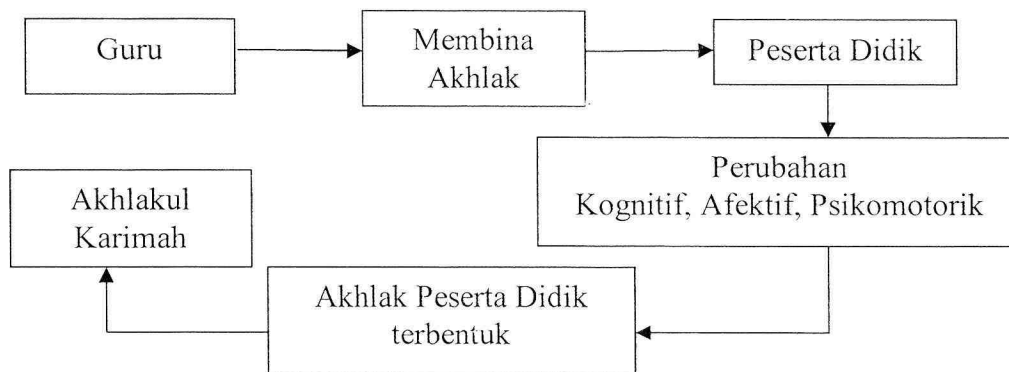 Guru
Membina
Akhlak
Peserta Didik
Perubahan
Kognitif, Afektif, Psikomotorik
Akhlak Peserta Didik
terbentuk
Akhlakul
Karimah